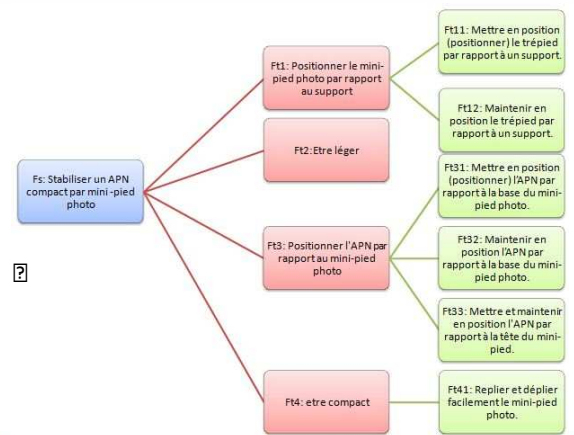 Fs: Stabiliser un APN
compact par mini -pied
photo
Ft1: Positionner le mini-
pied photo par rapport
au support
Ft11: Mettre en position
(positionner) le trépied
par rapport à un support.
Ft12: Maintenir en
position le trépied par
rapport à un support.
Ft2:Etre léger
Ft3: Positionner l'APN par
rapport au mini-pied
photo
Ft31: Mettre en position
(positionner) l'APN par
rapport à la base du mini-
pied photo.
Ft32: Maintenir en
position l'APN par
rapport à la base du mini-
pied photo.
Ft33: Mettre et maintenir
en position l'APN par
rapport à la tête du mini-
pied.
Ft4: etre compact
Ft41: Replier et déplier
facilement le mini-pied
photo.
?